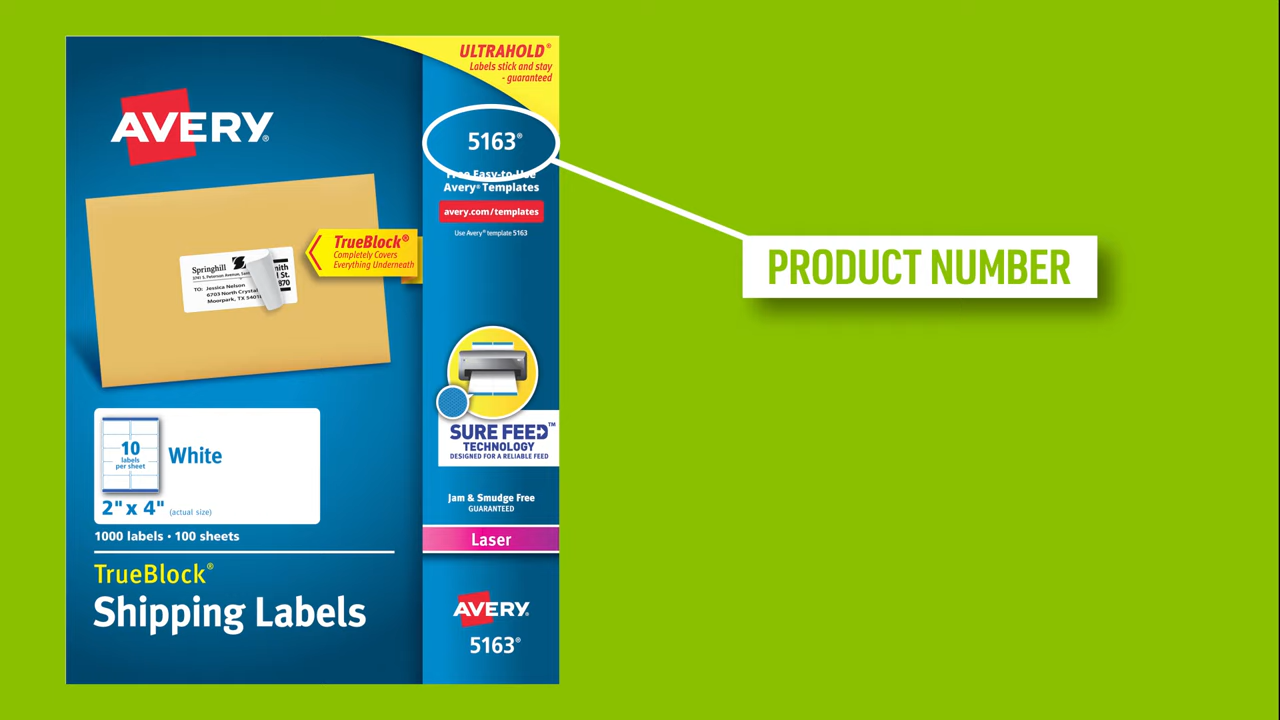 ULTRAHOLD®
Labels stick and stay
- guaranteed
AVERY®
5163®
Free Easy-to-Use
Avery® Templates
avery.com/templates
Use Avery® template 5163
PRODUCT NUMBER
TrueBlock®
Completely Covers
Everything Underneath
Springhill
TO: Jessica Nelson
6703 North Crystal
Moorpark, TX
SURE FEED™
TECHNOLOGY
DESIGNED FOR A RELIABLE FEED
10
labels
per sheet
White
2" x 4" (actual size)
1000 labels • 100 sheets
Jam & Smudge Free
GUARANTEED
Laser
TrueBlock®
Shipping Labels
AVERY®
5163®